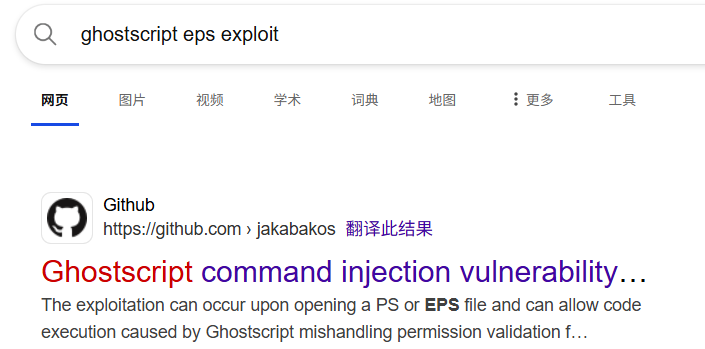 ghostscript eps exploit
网页 图片 视频 学术 词典 地图 更多 工具
Github
https://github.com › jakabakos 翻译此结果
Ghostscript command injection vulnerability…
The exploitation can occur upon opening a PS or EPS file and can allow code
execution caused by Ghostscript mishandling permission validation f…